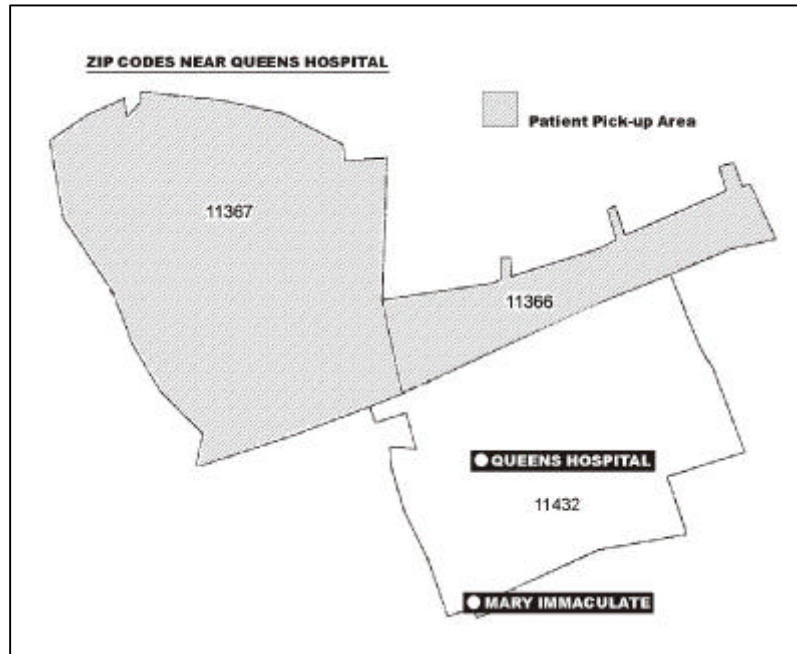 ZIP CODES NEAR QUEENS HOSPITAL
Patient Pick-up Area
11367
11366
QUEENS HOSPITAL
11432
MARY IMMACULATE